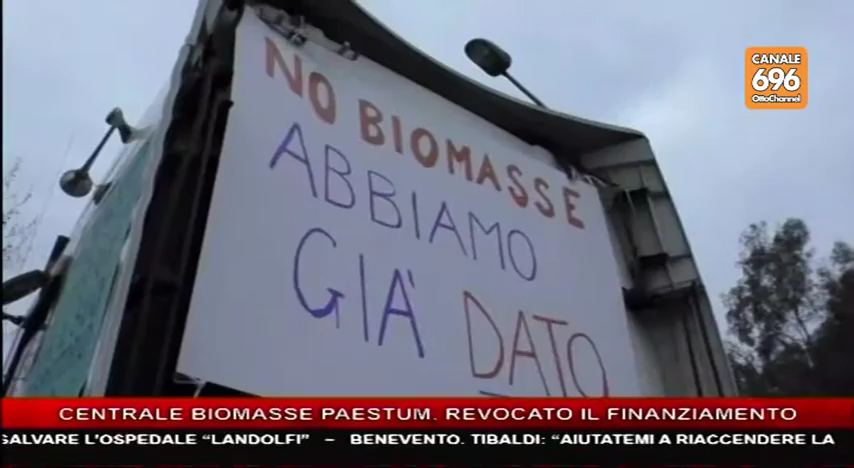 CANALE
696
OttoChannel
NO BIOMASSE
ABBIAMO
GIÀ DATO
CENTRALE BIOMASSE PAESTUM. REVOCATO IL FINANZIAMENTO
SALVARE L'OSPEDALE "LANDOLFI" – BENEVENTO. TIBALDI: "AIUTATEMI A RIACCENDERE LA